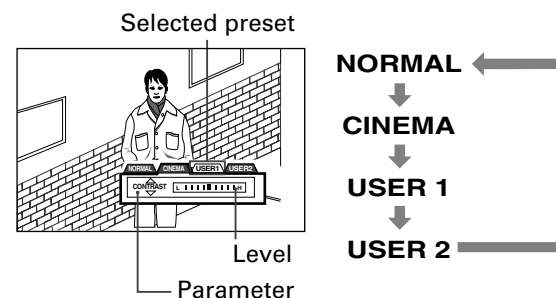 Selected preset
NORMAL CINEMA USER1 USER2
CONTRAST L H
Level
Parameter
NORMAL
CINEMA
USER 1
USER 2